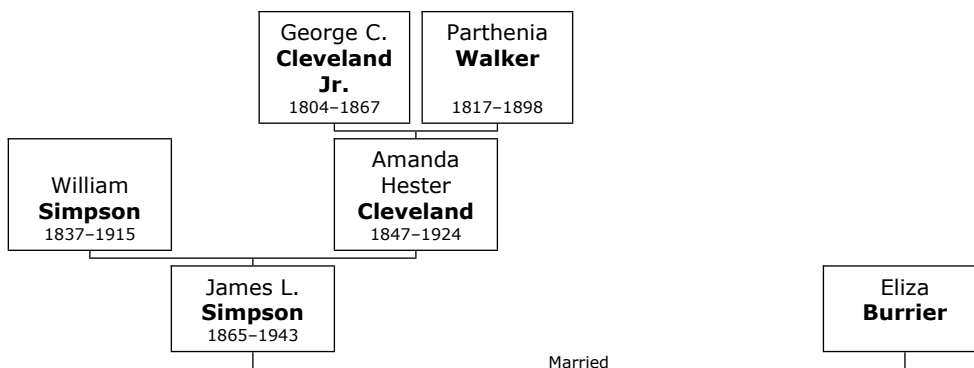 George C.
Cleveland
Jr.
1804–1867
Parthenia
Walker
1817–1898
William
Simpson
1837–1915
Amanda
Hester
Cleveland
1847–1924
James L.
Simpson
1865–1943
Eliza
Burrier
Married